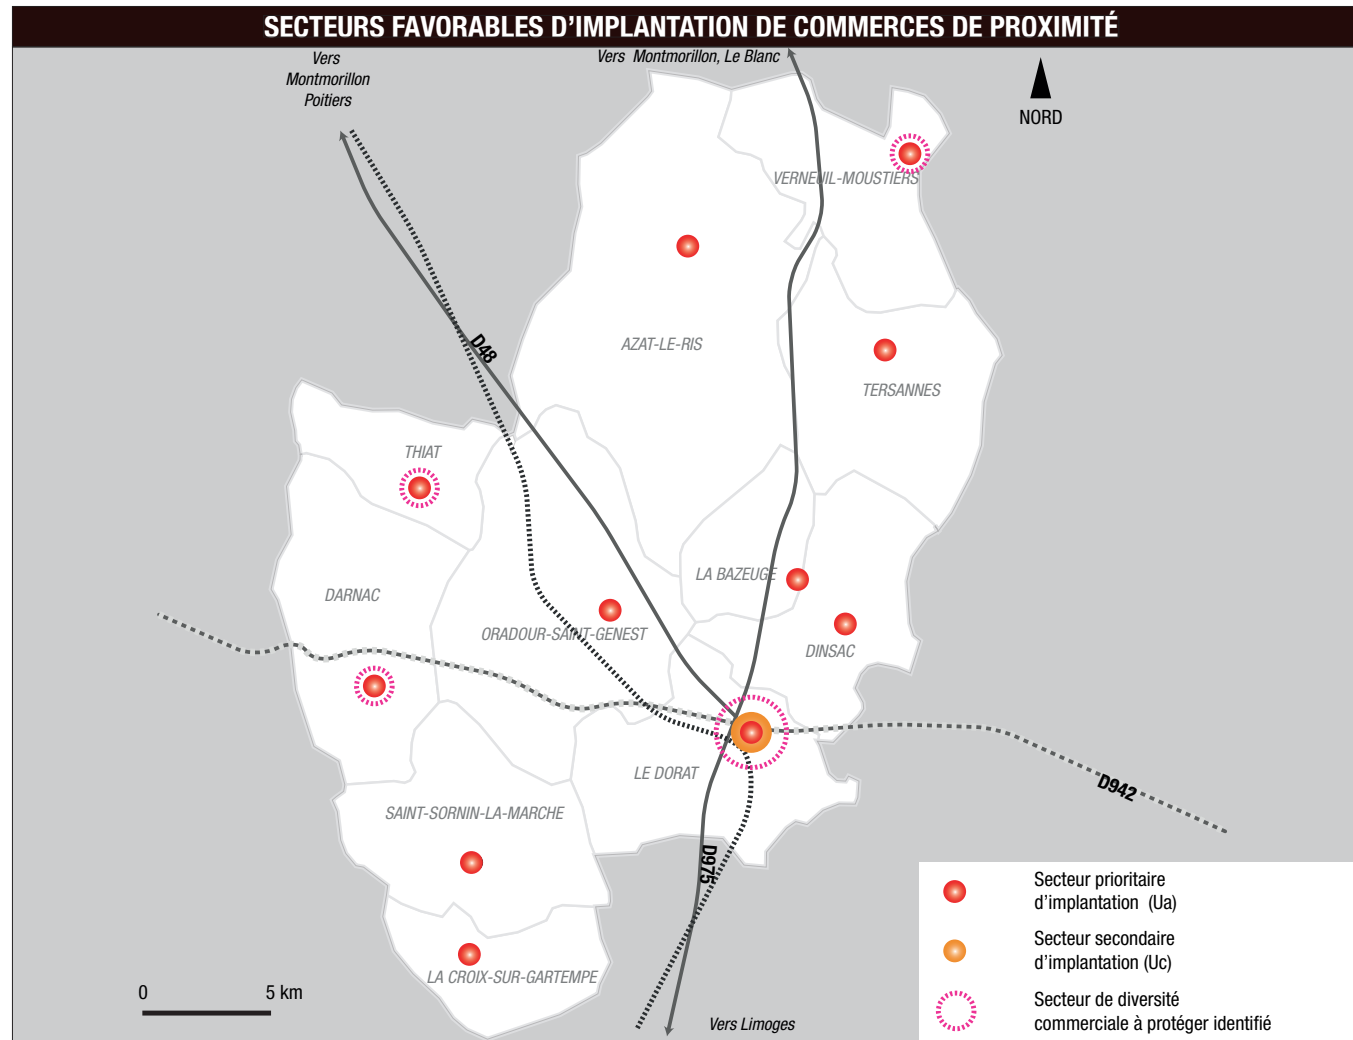 SECTEURS FAVORABLES D'IMPLANTATION DE COMMERCES DE PROXIMITÉ
Vers
Montmorillon
Poitiers
Vers Montmorillon, Le Blanc
NORD
VERNEUIL-MOUSTIERS
AZAT-LE-RIS
D48
TERSANNES
THIAT
LA BAZEUGE
DARNAC
ORADOUR-SAINT-GENEST
DINSAC
LE DORAT
D942
SAINT-SORNIN-LA-MARCHE
D975
LA CROIX-SUR-GARTEMPE
0 5 km
Vers Limoges
Secteur prioritaire
d'implantation (Ua)
Secteur secondaire
d'implantation (Uc)
Secteur de diversité
commerciale à protéger identifié